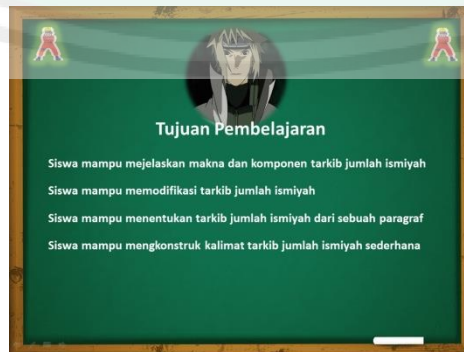 Tujuan Pembelajaran
Siswa mampu mejelaskan makna dan komponen tarkib jumlah ismiyah
Siswa mampu memodifikasi tarkib jumlah ismiyah
Siswa mampu menentukan tarkib jumlah ismiyah dari sebuah paragraf
Siswa mampu mengkonstruk kalimat tarkib jumlah ismiyah sederhana